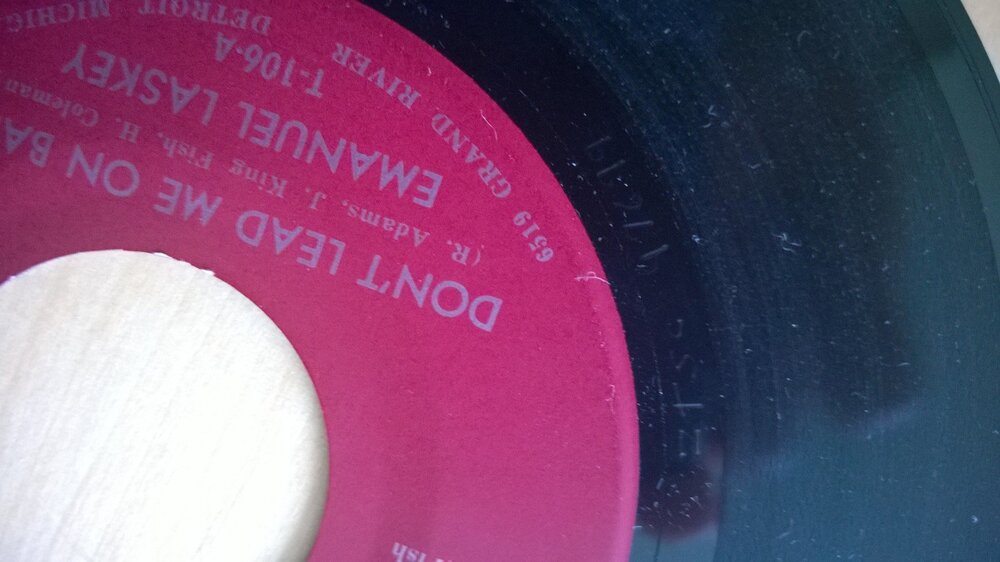 6519 GRAND RIVER
DETROIT MICHIG
T-106-A
EMANUEL LASKEY
(R. Adams, J. King Fish, H. Coleman
DON'T LEAD ME ON BA